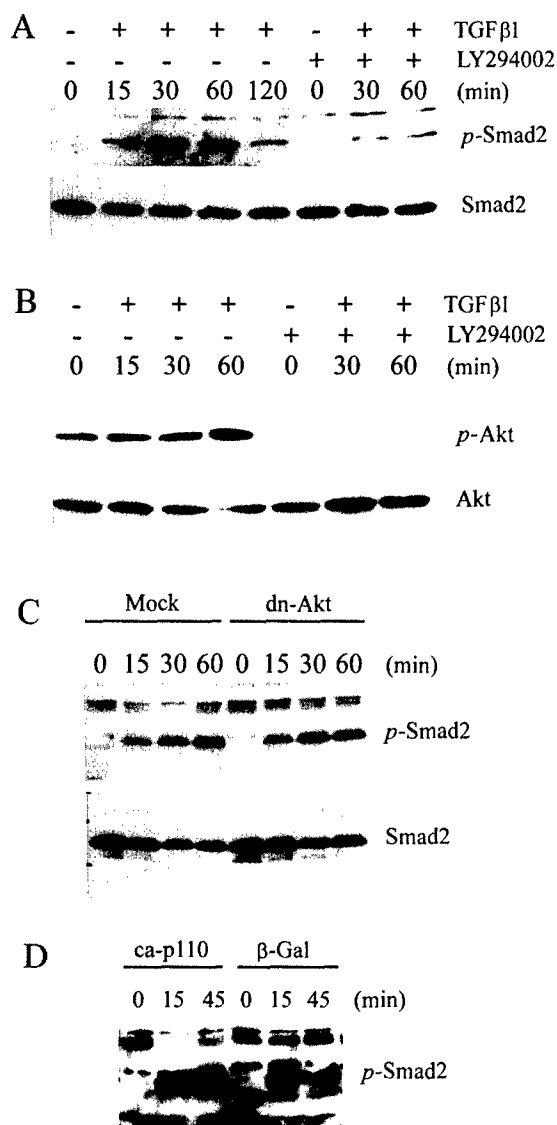 A
- + + + + - + + TGFβ1
- - - - - + + + LY294002
0 15 30 60 120 0 30 60 (min)
p-Smad2
Smad2
B
- + + + - + + TGFβ1
- - - - + + + LY294002
0 15 30 60 0 30 60 (min)
p-Akt
Akt
C
Mock dn-Akt
0 15 30 60 0 15 30 60 (min)
p-Smad2
Smad2
D
ca-p110 β-Gal
0 15 45 0 15 45 (min)
p-Smad2